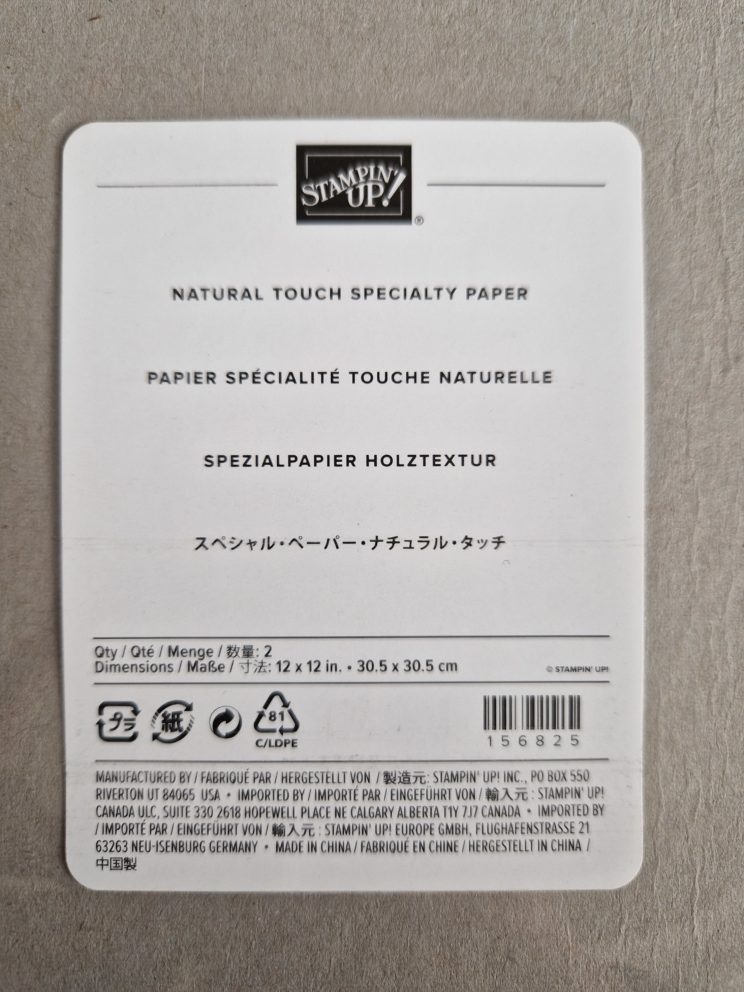 STAMPIN' UP!®
NATURAL TOUCH SPECIALTY PAPER
PAPIER SPÉCIALITÉ TOUCHE NATURELLE
SPEZIALPAPIER HOLZTEXTUR
スペシャル・ペーパー・ナチュラル・タッチ
Qty / Qté / Menge / 数量: 2
Dimensions / Maße / 寸法: 12 x 12 in. • 30.5 x 30.5 cm
© STAMPIN' UP!
プラ 紙 81
C/LDPE
156825
MANUFACTURED BY / FABRIQUÉ PAR / HERGESTELLT VON / 製造元: STAMPIN' UP! INC., PO BOX 550
RIVERTON UT 84065 USA • IMPORTED BY / IMPORTÉ PAR / EINGEFÜHRT VON / 輸入元 : STAMPIN' UP!
CANADA ULC, SUITE 330 2618 HOPEWELL PLACE NE CALGARY ALBERTA T1Y 7J7 CANADA • IMPORTED BY
/ IMPORTÉ PAR / EINGEFÜHRT VON / 輸入元 : STAMPIN' UP! EUROPE GMBH, FLUGHAFENSTRASSE 21
63263 NEU-ISENBURG GERMANY • MADE IN CHINA / FABRIQUÉ EN CHINE / HERGESTELLT IN CHINA /
中国製